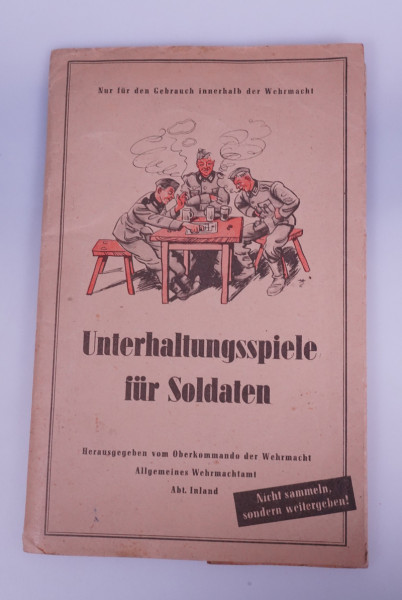 Nur für den Gebrauch innerhalb der Wehrmacht
Unterhaltungsspiele
für Soldaten
Herausgegeben vom Oberkommando der Wehrmacht
Allgemeines Wehrmachtamt
Abt. Inland
Nicht sammeln,
sondern weitergeben!